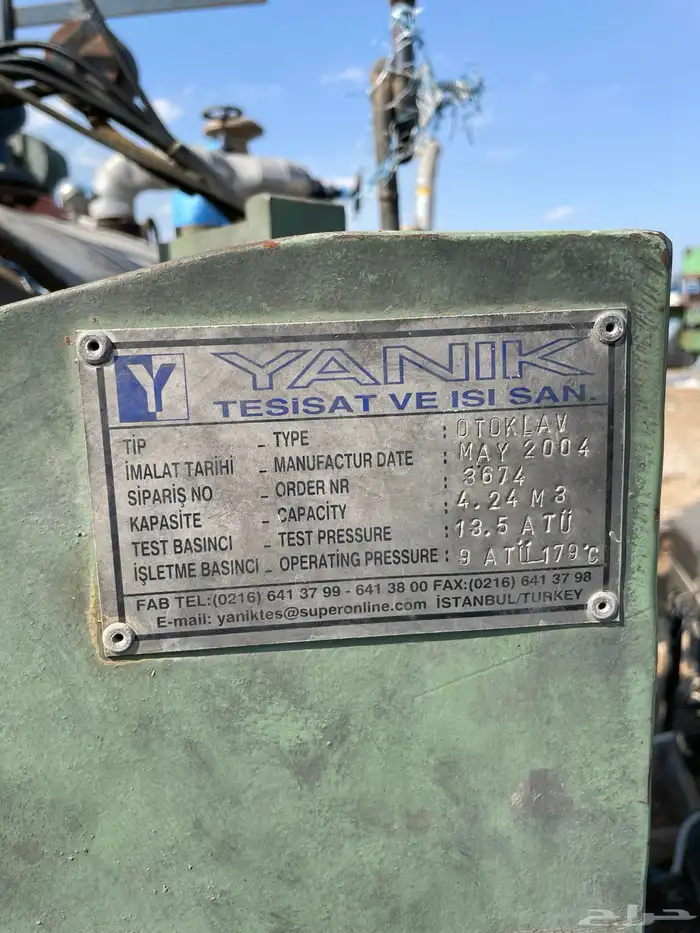 Y YANIK
TESİSAT VE ISI SAN.
TİP - TYPE : OTOKLAV
İMALAT TARİHİ - MANUFACTUR DATE : MAY 2004
SİPARİŞ NO - ORDER NR : 3674
KAPASİTE - CAPACITY : 4.24 M3
TEST BASINCI - TEST PRESSURE : 13.5 ATÜ
İŞLETME BASINCI - OPERATİNG PRESSURE : 9 ATÜ 179°C
FAB TEL:(0216) 641 37 99 - 641 38 00 FAX:(0216) 641 37 98
E-mail: yaniktes@superonline.com İSTANBUL/TURKEY
حراج